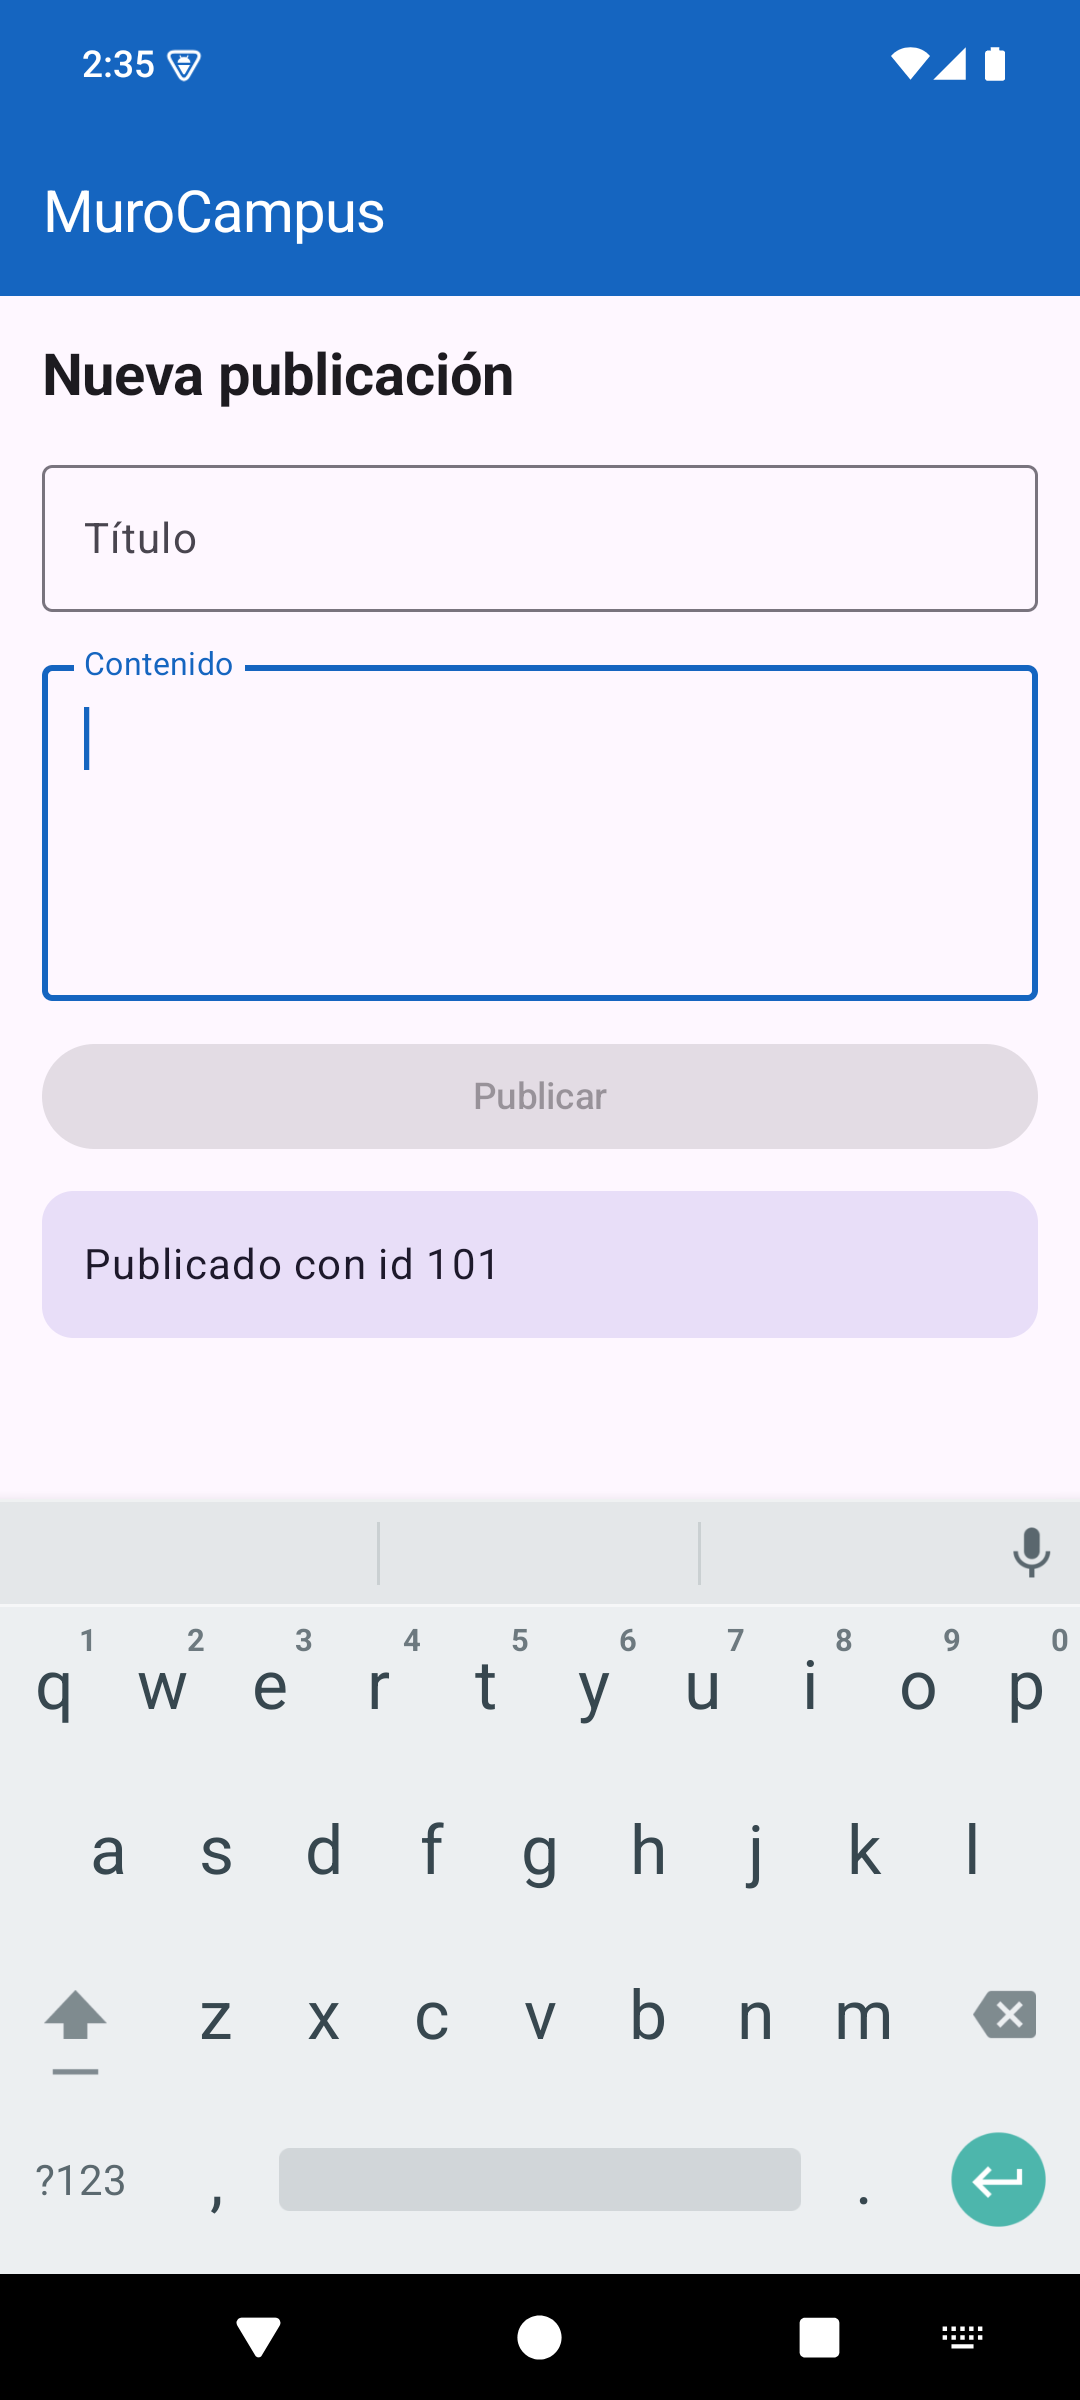 2:35
MuroCampus
Nueva publicación
Título
Contenido
Publicar
Publicado con id 101
1 2 3 4 5 6 7 8 9 0
q w e r t y u i o p
a s d f g h j k l
z x c v b n m
?123 , .